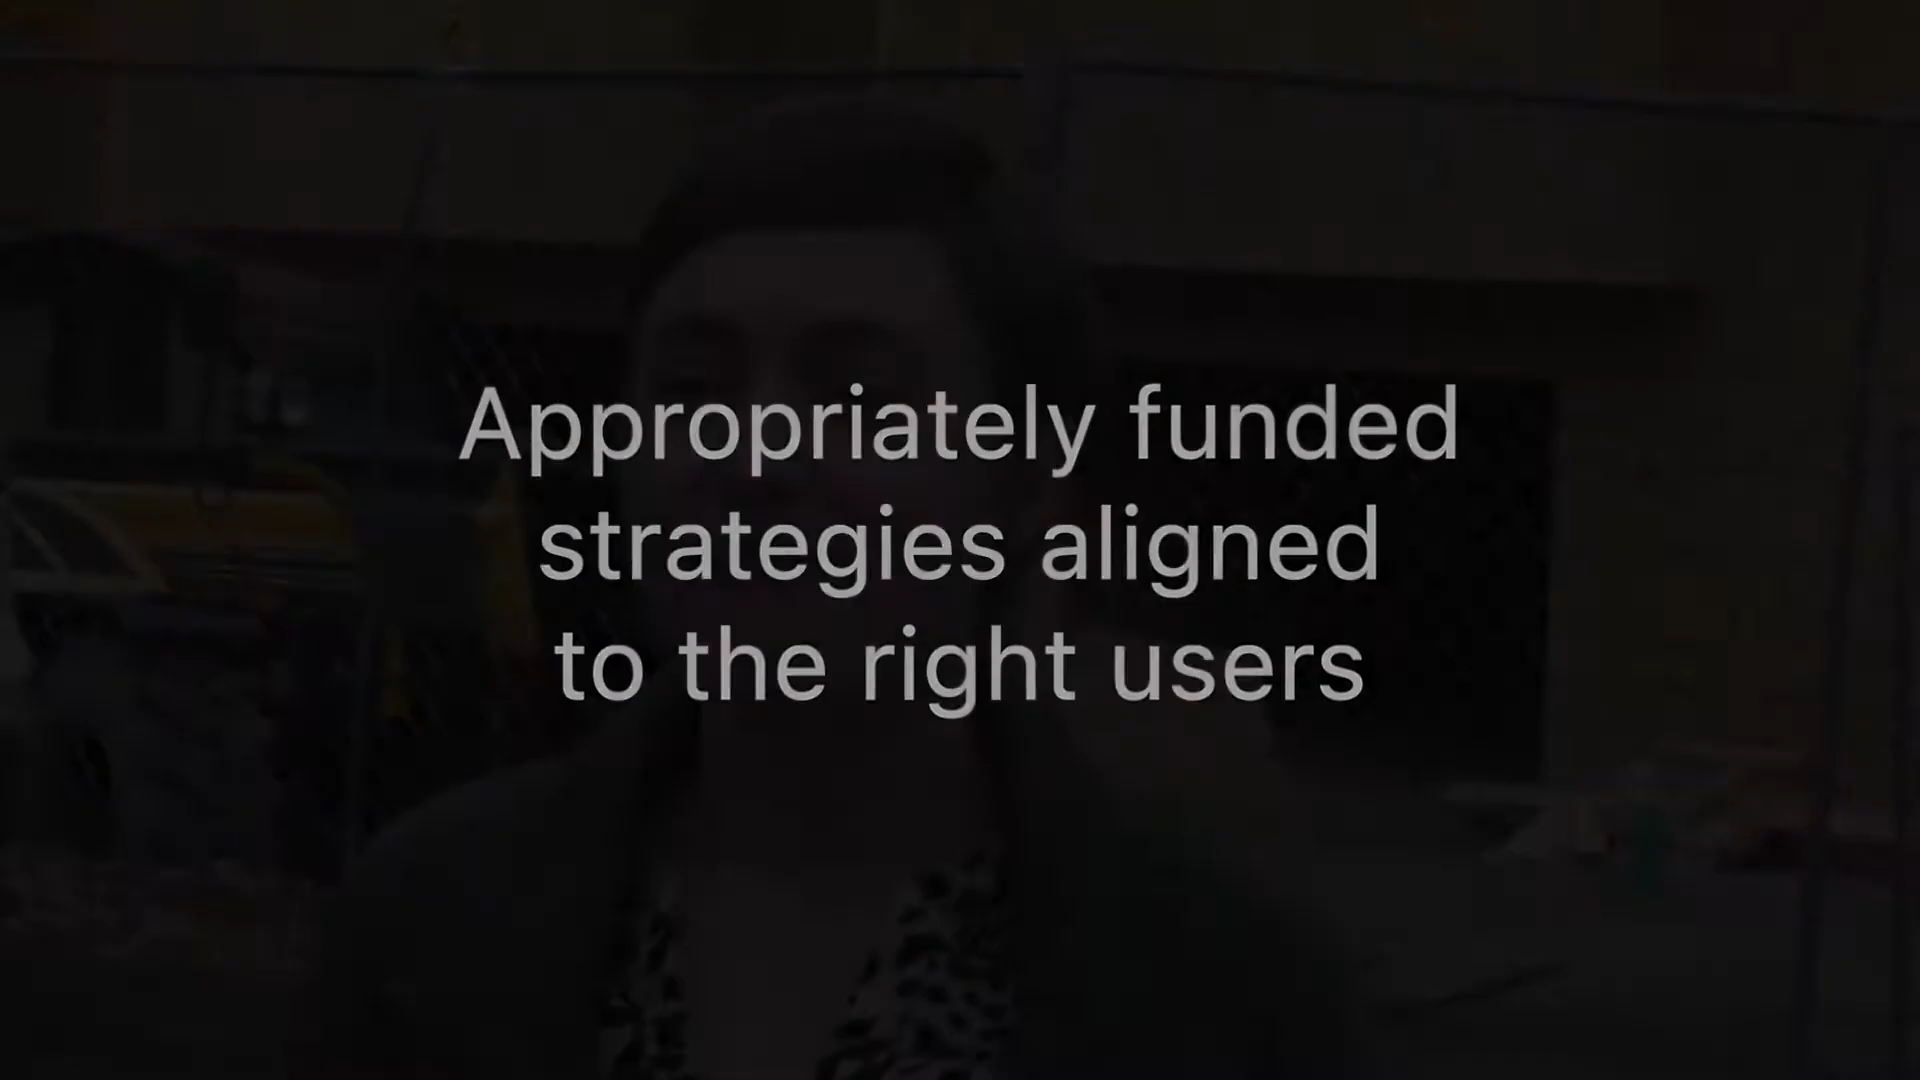 Appropriately funded
strategies aligned
to the right users